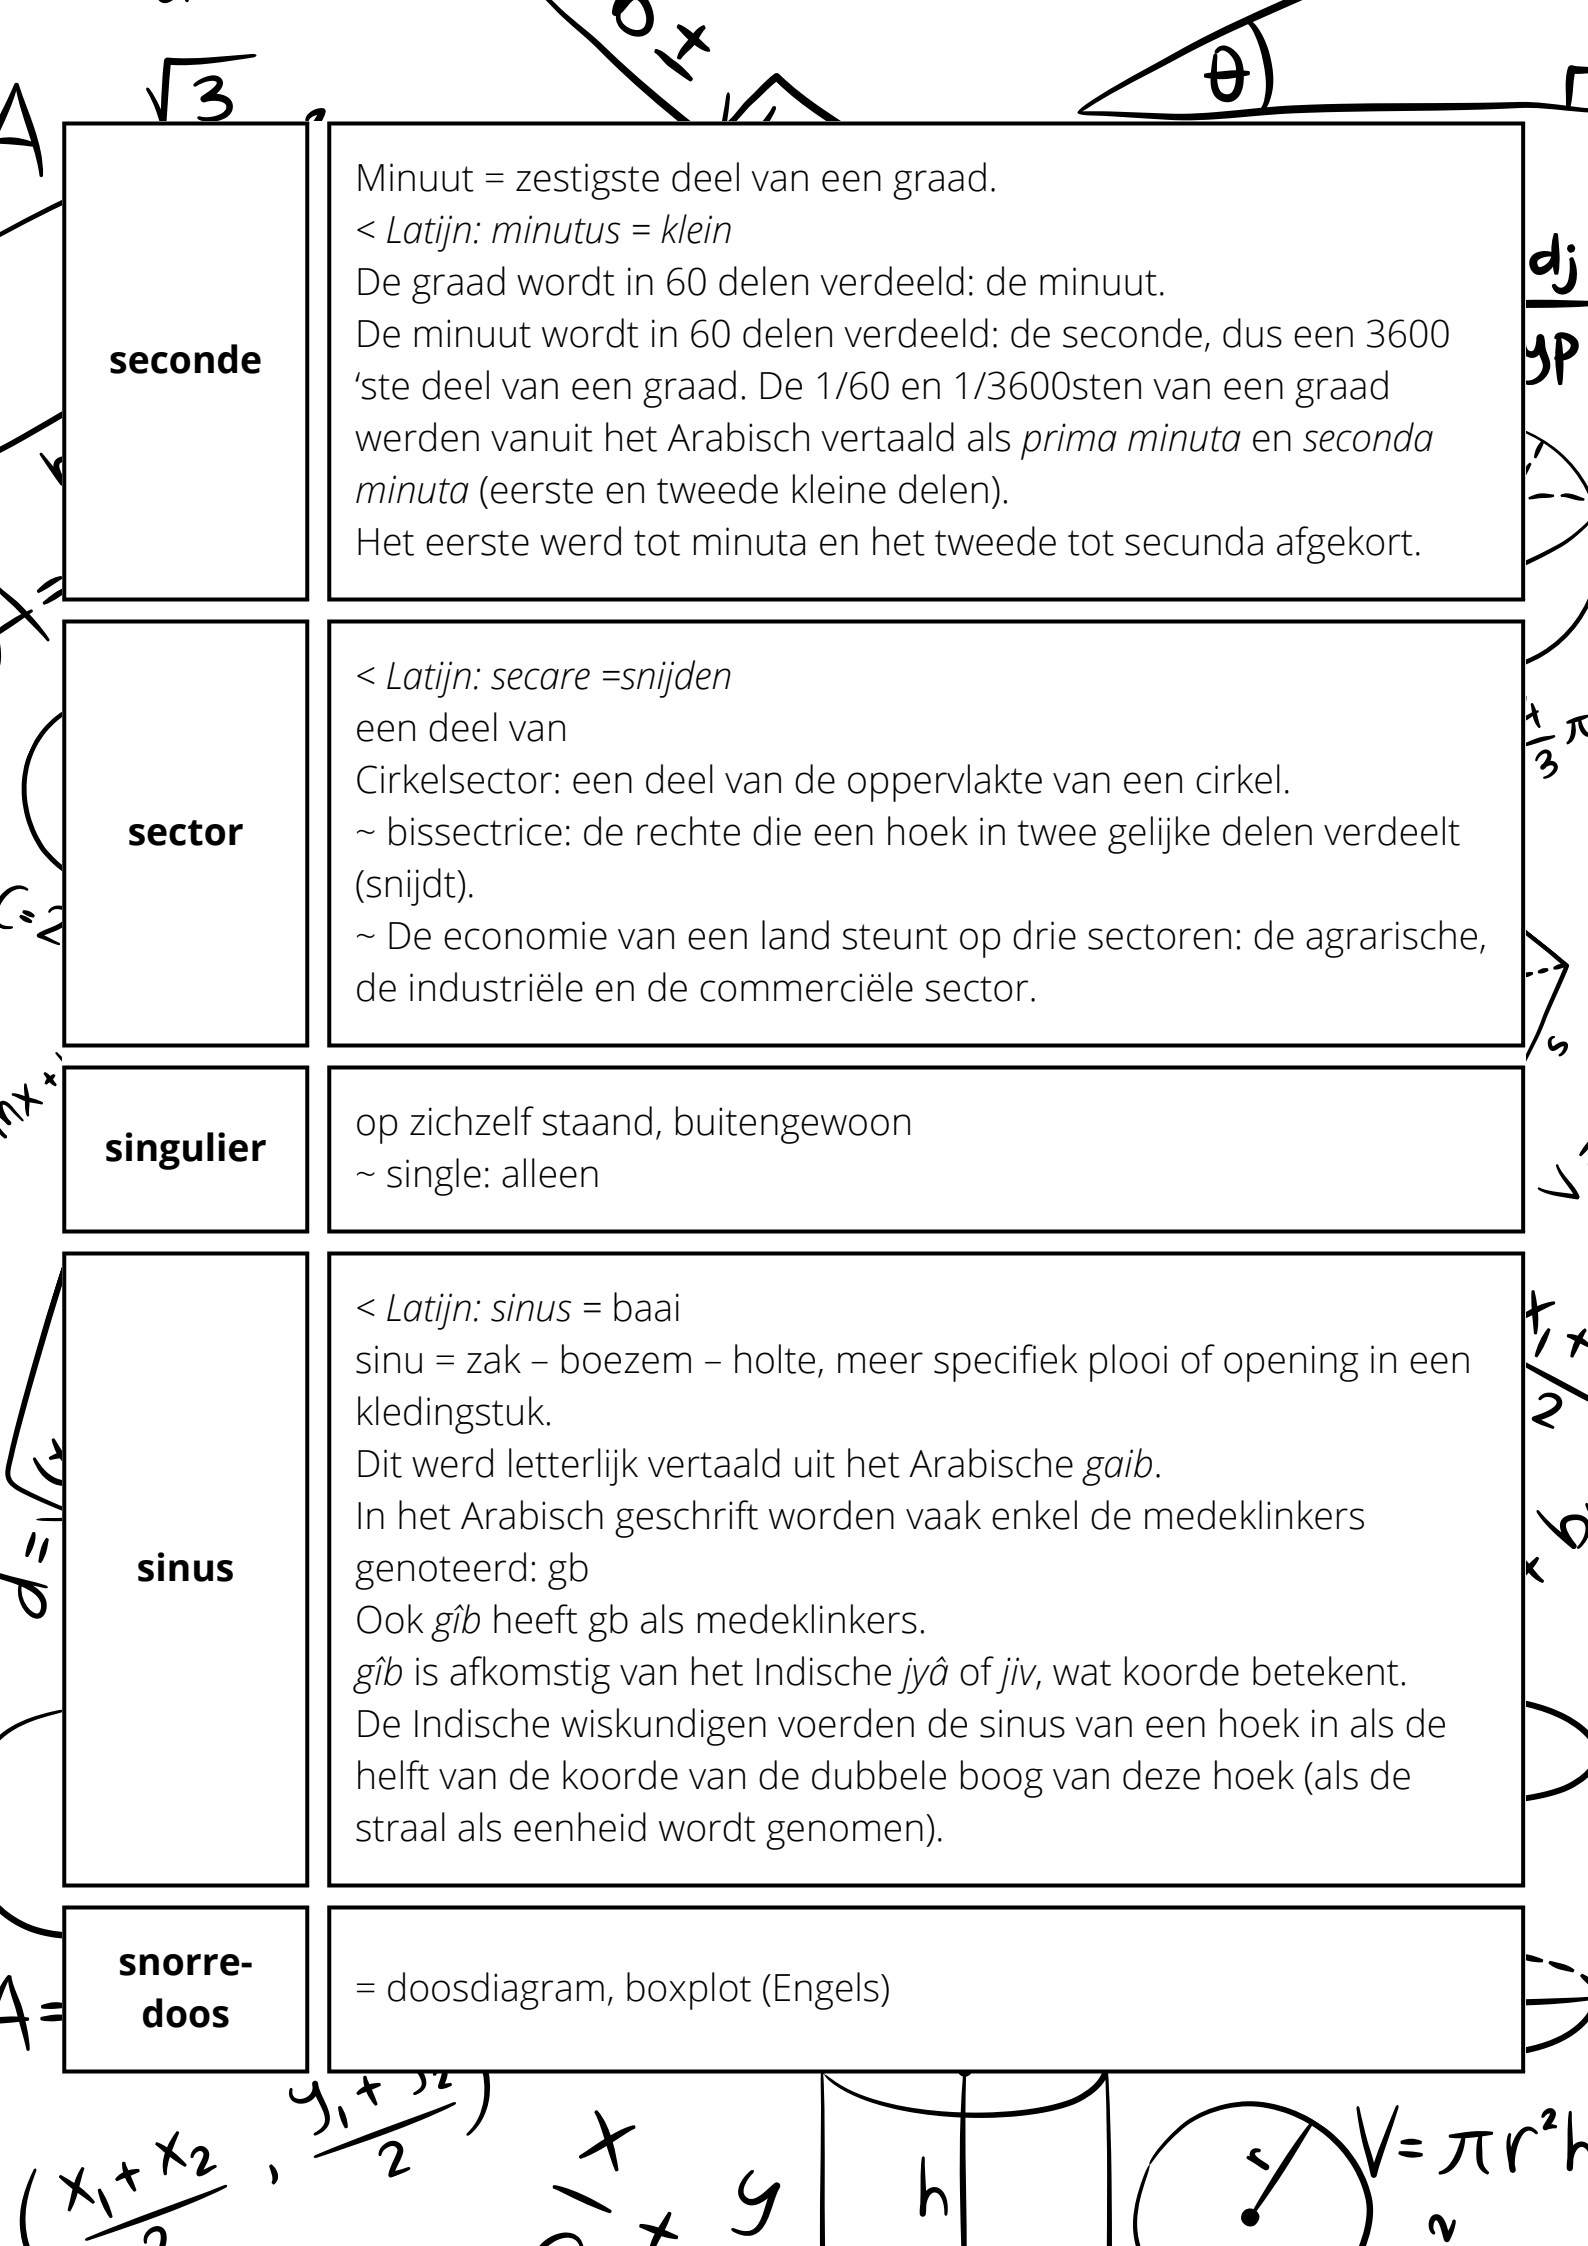 √3
A
θ
dj
yp
seconde
Minuut = zestigste deel van een graad.
< Latijn: minutus = klein
De graad wordt in 60 delen verdeeld: de minuut.
De minuut wordt in 60 delen verdeeld: de seconde, dus een 3600
‘ste deel van een graad. De 1/60 en 1/3600sten van een graad
werden vanuit het Arabisch vertaald als prima minuta en seconda
minuta (eerste en tweede kleine delen).
Het eerste werd tot minuta en het tweede tot secunda afgekort.
sector
< Latijn: secare =snijden
een deel van
Cirkelsector: een deel van de oppervlakte van een cirkel.
~ bissectrice: de rechte die een hoek in twee gelijke delen verdeelt
(snijdt).
~ De economie van een land steunt op drie sectoren: de agrarische,
de industriële en de commerciële sector.
singulier
op zichzelf staand, buitengewoon
~ single: alleen
sinus
< Latijn: sinus = baai
sinu = zak – boezem – holte, meer specifiek plooi of opening in een
kledingstuk.
Dit werd letterlijk vertaald uit het Arabische gaib.
In het Arabisch geschrift worden vaak enkel de medeklinkers
genoteerd: gb
Ook gîb heeft gb als medeklinkers.
gîb is afkomstig van het Indische jyâ of jiv, wat koorde betekent.
De Indische wiskundigen voerden de sinus van een hoek in als de
helft van de koorde van de dubbele boog van deze hoek (als de
straal als eenheid wordt genomen).
snorre-
doos
= doosdiagram, boxplot (Engels)
A=
(x₁+x₂ , y₁+y₂)
2
x
y
h
r
V=πr²h